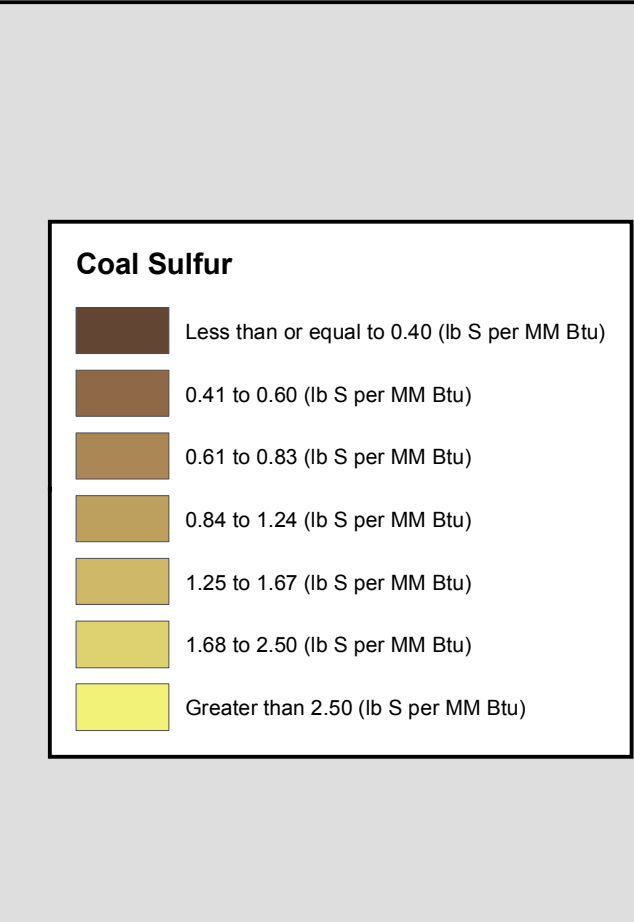 Coal Sulfur
Less than or equal to 0.40 (lb S per MM Btu)
0.41 to 0.60 (lb S per MM Btu)
0.61 to 0.83 (lb S per MM Btu)
0.84 to 1.24 (lb S per MM Btu)
1.25 to 1.67 (lb S per MM Btu)
1.68 to 2.50 (lb S per MM Btu)
Greater than 2.50 (lb S per MM Btu)